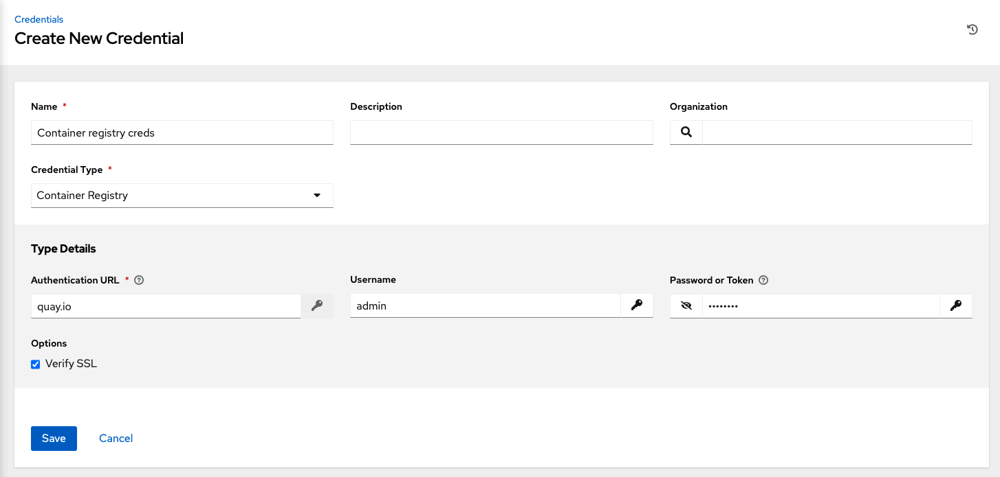 Credentials
Create New Credential
Name *
Description
Organization
Container registry creds
Credential Type *
Container Registry
Type Details
Authentication URL *
Username
Password or Token
quay.io
admin
••••••••
Options
Verify SSL
Save
Cancel